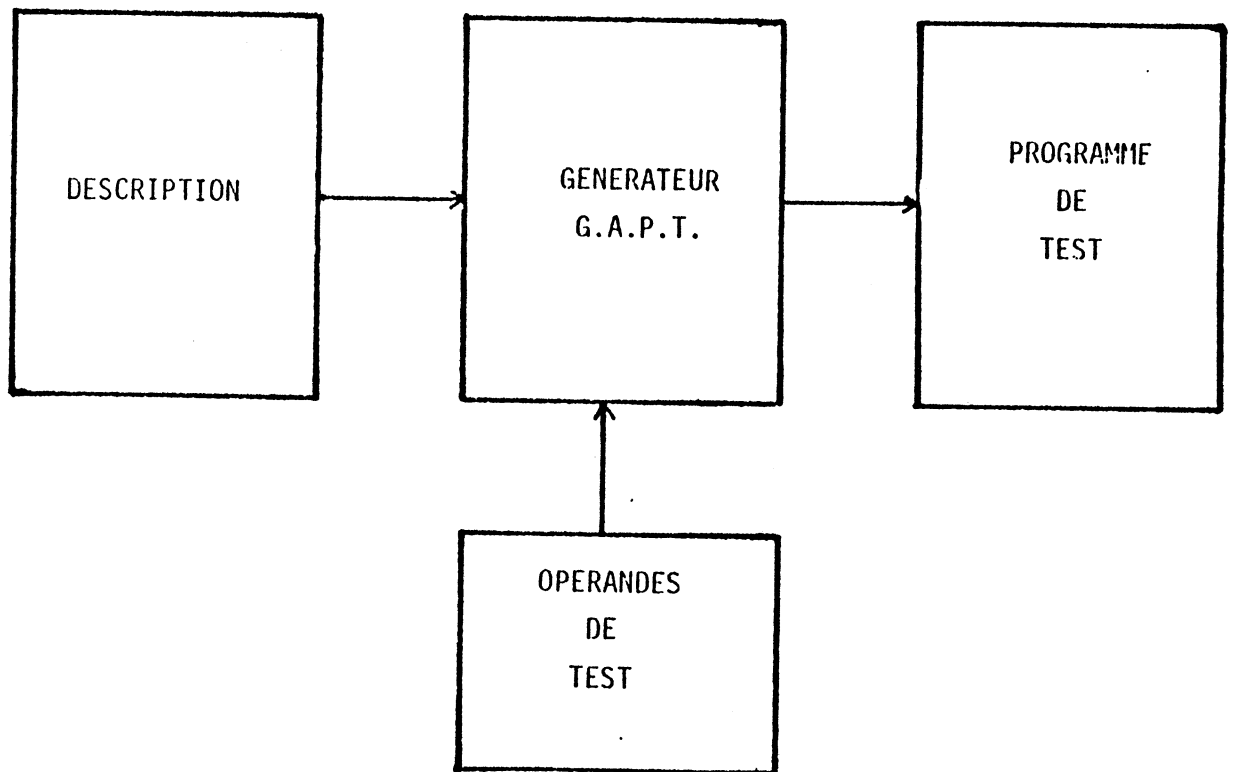 DESCRIPTION
GENERATEUR
G.A.P.T.
PROGRAMME
DE
TEST
OPERANDES
DE
TEST